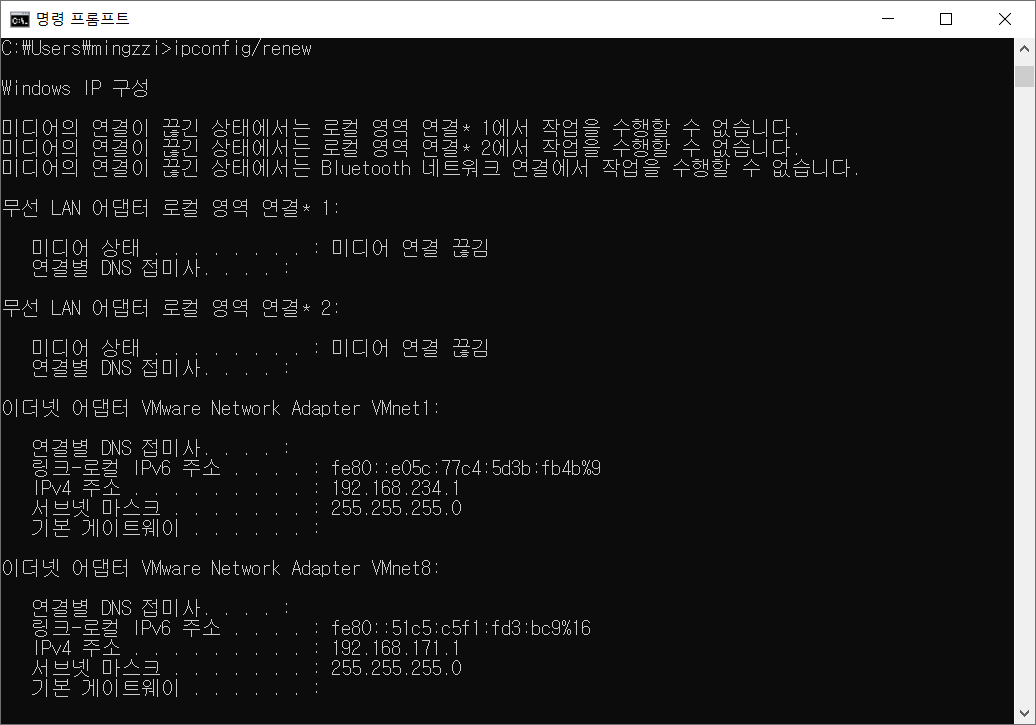 명령 프롬프트
C:\Users\mingzzi>ipconfig/renew
Windows IP 구성
미디어의 연결이 끊긴 상태에서는 로컬 영역 연결* 1에서 작업을 수행할 수 없습니다.
미디어의 연결이 끊긴 상태에서는 로컬 영역 연결* 2에서 작업을 수행할 수 없습니다.
미디어의 연결이 끊긴 상태에서는 Bluetooth 네트워크 연결에서 작업을 수행할 수 없습니다.
무선 LAN 어댑터 로컬 영역 연결* 1:
미디어 상태 . . . . . . . . : 미디어 연결 끊김
연결별 DNS 접미사. . . . :
무선 LAN 어댑터 로컬 영역 연결* 2:
미디어 상태 . . . . . . . . : 미디어 연결 끊김
연결별 DNS 접미사. . . . :
이더넷 어댑터 VMware Network Adapter VMnet1:
연결별 DNS 접미사. . . . :
링크-로컬 IPv6 주소 . . . . : fe80::e05c:77c4:5d3b:fb4b%9
IPv4 주소 . . . . . . . . . : 192.168.234.1
서브넷 마스크 . . . . . . . : 255.255.255.0
기본 게이트웨이 . . . . . . :
이더넷 어댑터 VMware Network Adapter VMnet8:
연결별 DNS 접미사. . . . :
링크-로컬 IPv6 주소 . . . . : fe80::51c5:c5f1:fd3:bc9%16
IPv4 주소 . . . . . . . . . : 192.168.171.1
서브넷 마스크 . . . . . . . : 255.255.255.0
기본 게이트웨이 . . . . . . :